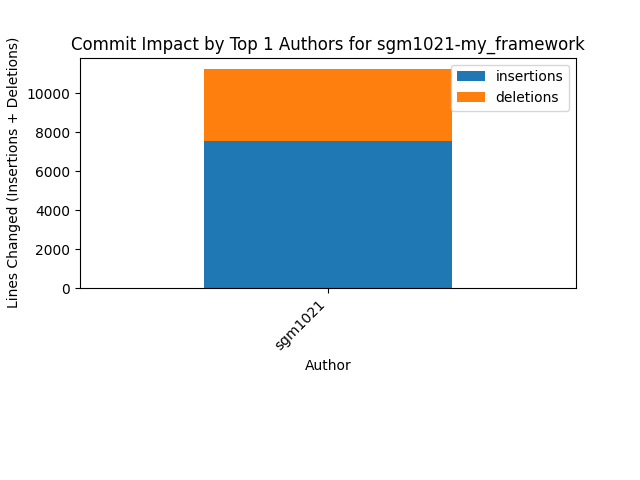 Commit Impact by Top 1 Authors for sgm1021-my_framework
Lines Changed (Insertions + Deletions)
10000
8000
6000
4000
2000
0
insertions
deletions
sgm1021
Author